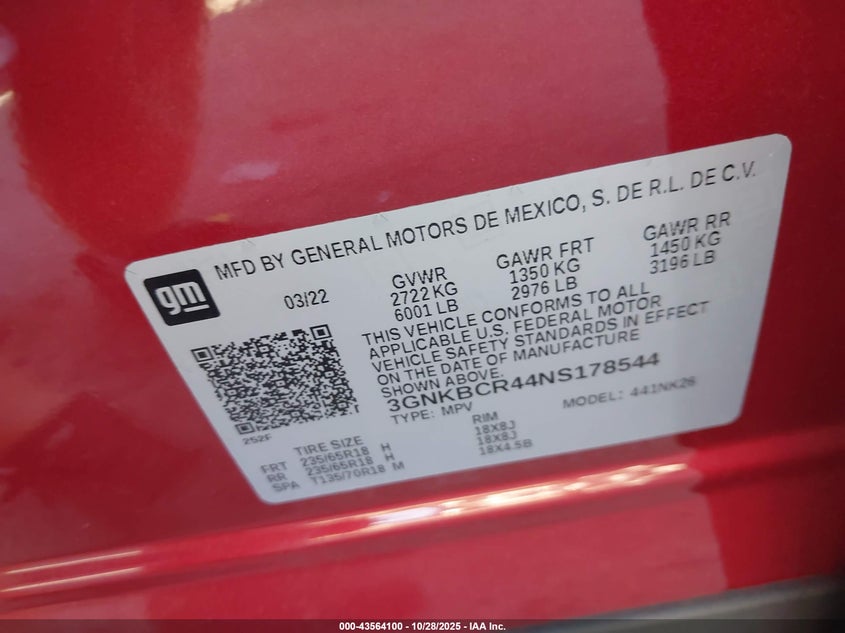 gm
MFD BY GENERAL MOTORS DE MEXICO, S. DE R.L. DE C.V.
03/22
GVWR
2722 KG
6001 LB
GAWR FRT
1350 KG
2976 LB
GAWR RR
1450 KG
3196 LB
THIS VEHICLE CONFORMS TO ALL
APPLICABLE U.S. FEDERAL MOTOR
VEHICLE SAFETY STANDARDS IN EFFECT
ON THE DATE OF MANUFACTURE
SHOWN ABOVE.
3GNKBCR44NS178544
TYPE: MPV
MODEL: 441NK26
252F
TIRE SIZE
RIM
FRT 235/65R18 H 18X8J
RR 235/65R18 H 18X8J
SPA T135/70R18 M 18X4.5B
000-43564100 - 10/28/2025 - IAA Inc.